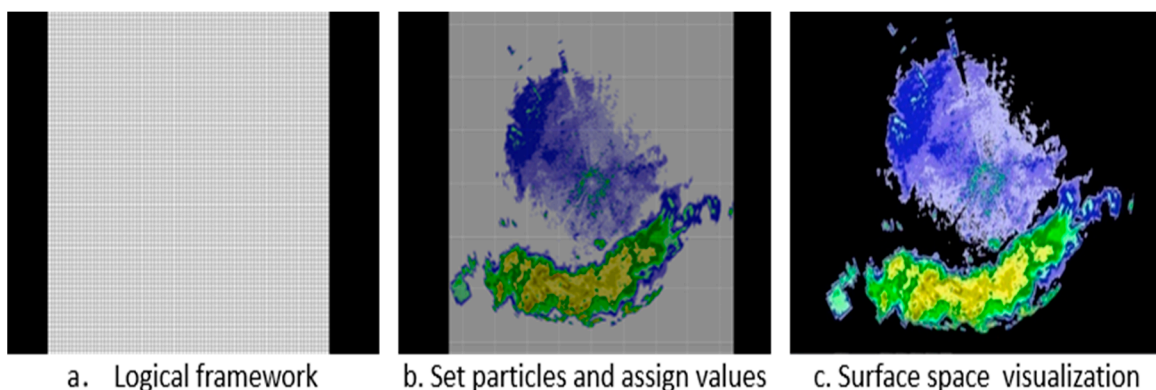 a. Logical framework
b. Set particles and assign values
c. Surface space visualization